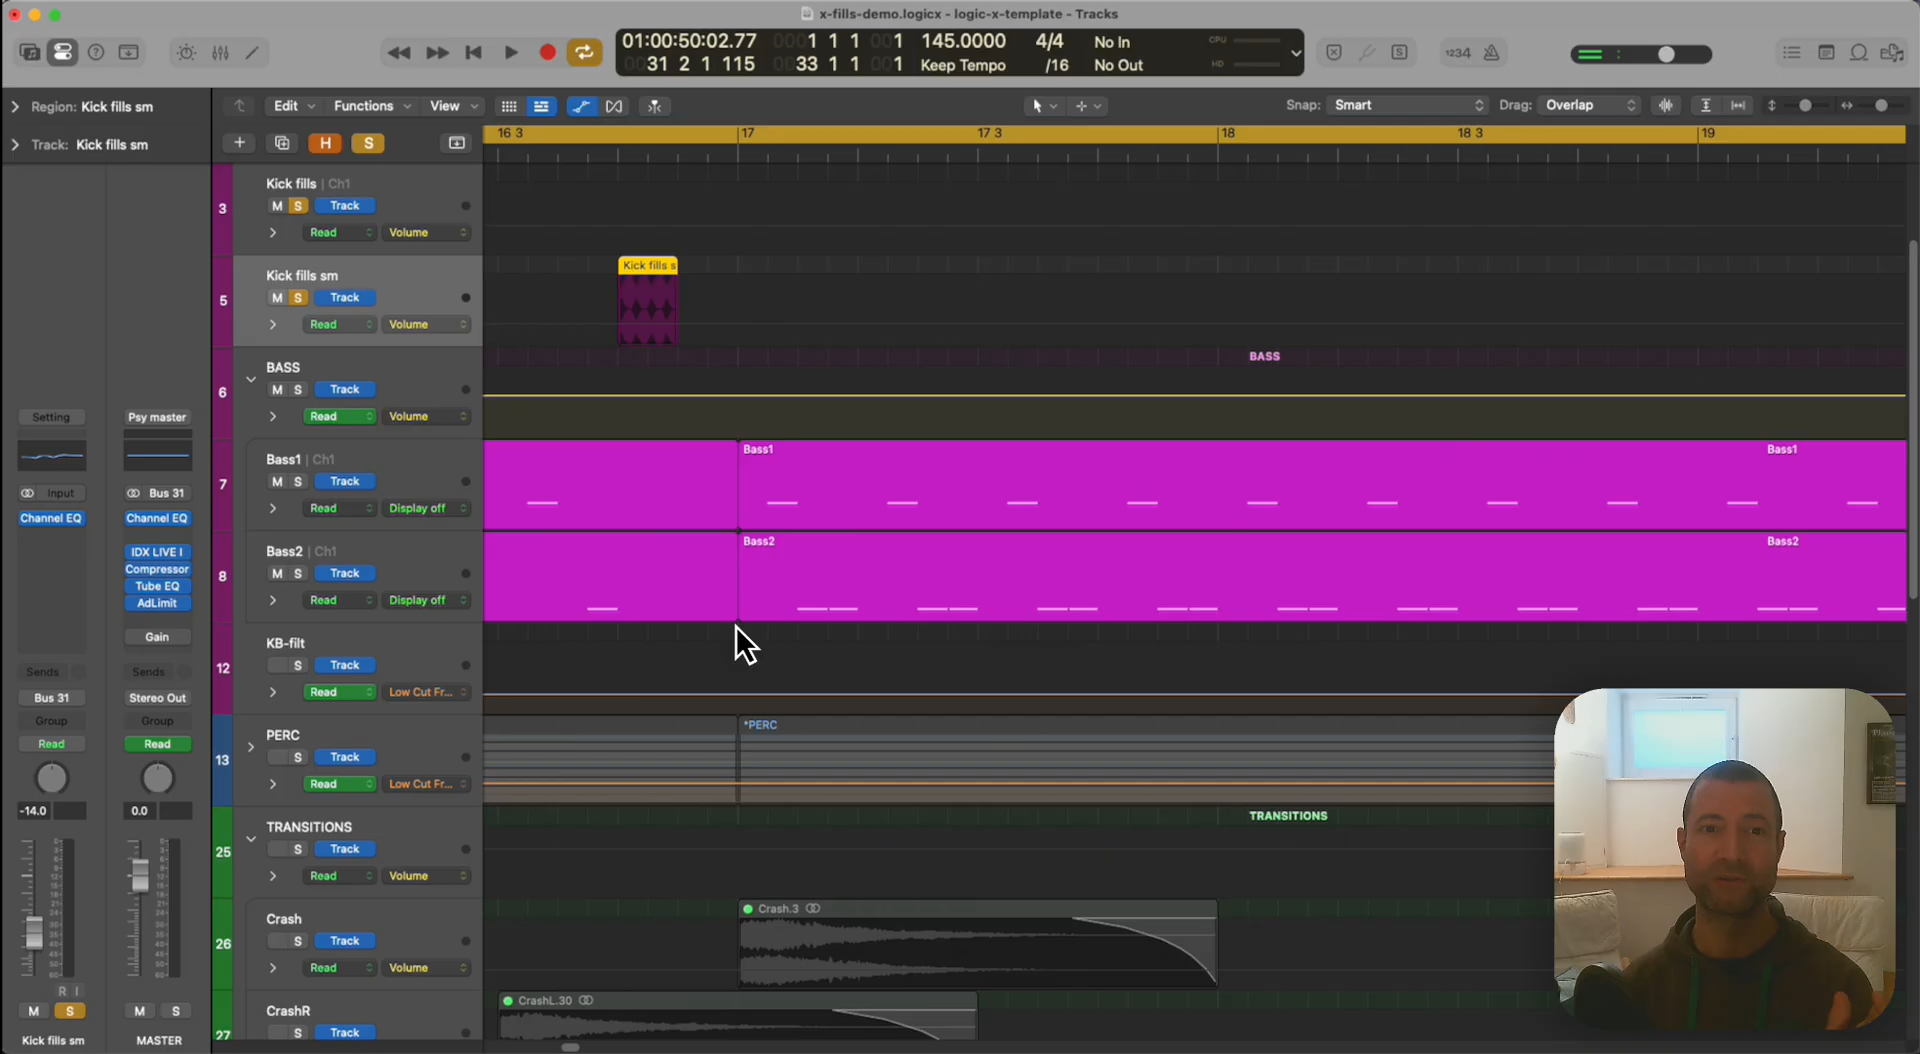 x-fills-demo.logicx - logic-x-template - Tracks
01:00:50:02.77
0001 1 1 001
145.0000
4/4
No In
CPU
0031 2 1 115
0033 1 1 001
Keep Tempo
/16
No Out
HD
1234
Region: Kick fills sm
Edit
Functions
View
Snap: Smart
Drag: Overlap
Track: Kick fills sm
H
S
16 3
17
17 3
18
18 3
19
3
Kick fills | Ch1
M S Track
Read
Volume
5
Kick fills sm
M S Track
Read
Volume
Kick fills s
6
BASS
M S Track
Read
Volume
BASS
7
Bass1 | Ch1
M S Track
Read
Display off
Bass1
Bass1
8
Bass2 | Ch1
M S Track
Read
Display off
Bass2
Bass2
12
KB-filt
S Track
Read
Low Cut Fr...
13
PERC
S Track
Read
Low Cut Fr...
*PERC
25
TRANSITIONS
S Track
Read
Volume
TRANSITIONS
26
Crash
S Track
Read
Volume
Crash.3
27
CrashR
S Track
CrashL.30
Setting
Psy master
Input
Bus 31
Channel EQ
Channel EQ
IDX LIVE I
Compressor
Tube EQ
AdLimit
Gain
Sends
Sends
Bus 31
Stereo Out
Group
Group
Read
Read
-14.0
0.0
R I
M S
M S
Kick fills sm
MASTER